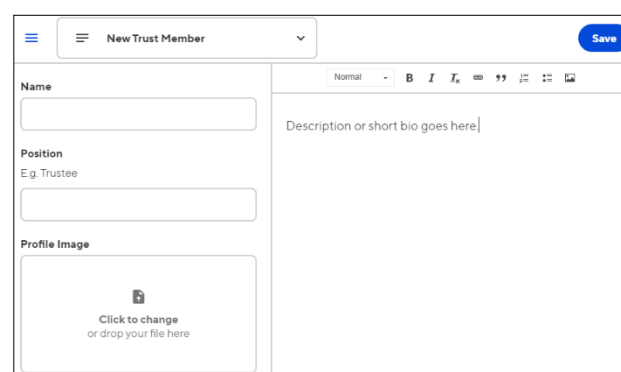 New Trust Member
Save
Name
Position
E.g. Trustee
Profile Image
Click to change
or drop your file here
Normal
B I Tx
Description or short bio goes here.